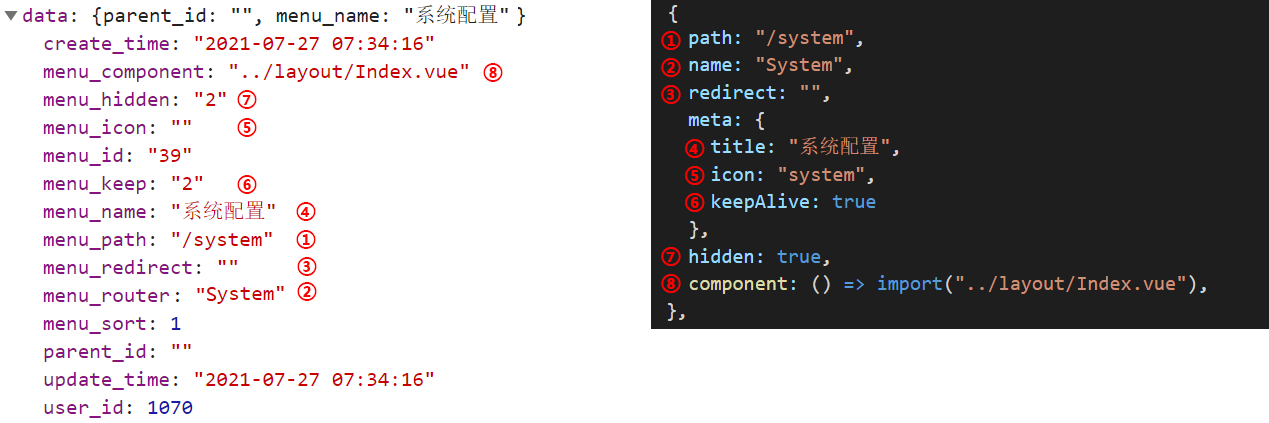 data: {parent_id: "", menu_name: "系统配置" }
create_time: "2021-07-27 07:34:16"
menu_component: "../layout/Index.vue" ⑧
menu_hidden: "2" ⑦
menu_icon: "" ⑤
menu_id: "39"
menu_keep: "2" ⑥
menu_name: "系统配置" ④
menu_path: "/system" ①
menu_redirect: "" ③
menu_router: "System" ②
menu_sort: 1
parent_id: ""
update_time: "2021-07-27 07:34:16"
user_id: 1070
{
① path: "/system",
② name: "System",
③ redirect: "",
meta: {
④ title: "系统配置",
⑤ icon: "system",
⑥ keepAlive: true
},
⑦ hidden: true,
⑧ component: () => import("../layout/Index.vue"),
},